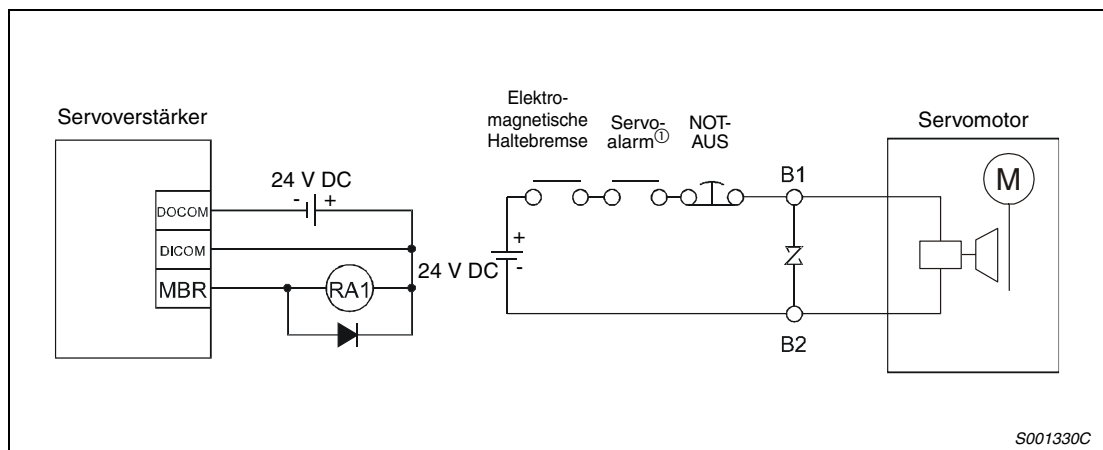 Servoverstärker
DOCOM
DICOM
MBR
24 V DC
- +
RA1
24 V DC
+
-
Elektro-
magnetische
Haltebremse
Servo-
alarm①
NOT-
AUS
B1
B2
Servomotor
M
S001330C